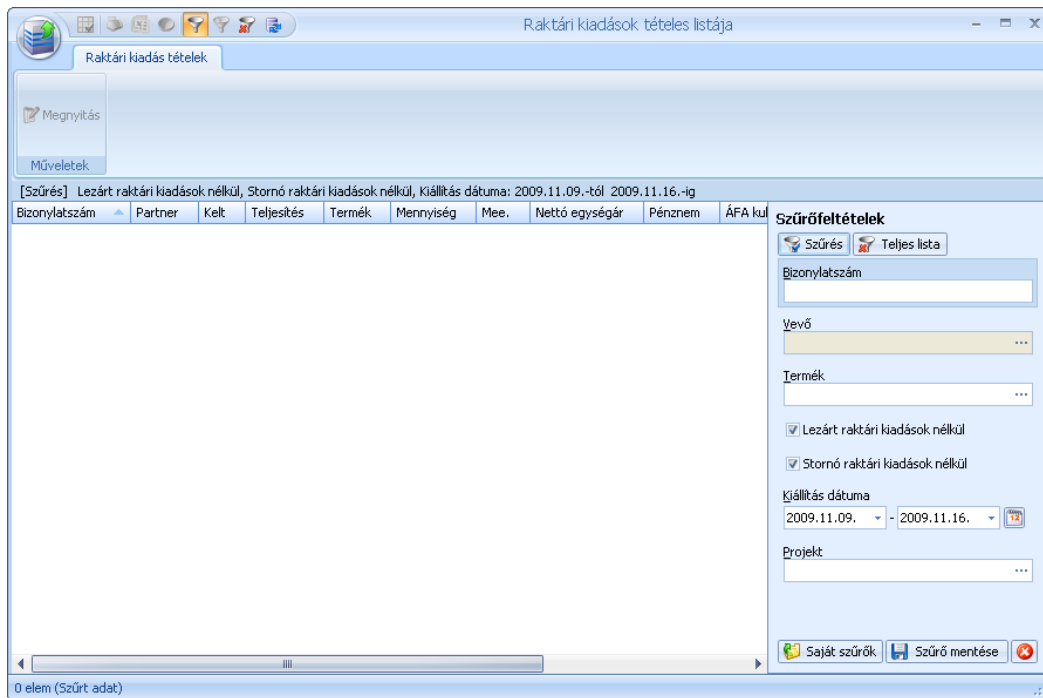 Raktári kiadások tételes listája
Raktári kiadás tételek
Megnyitás
Műveletek
[Szűrés] Lezárt raktári kiadások nélkül, Stornó raktári kiadások nélkül, Kiállítás dátuma: 2009.11.09.-tól 2009.11.16.-ig
Bizonylatszám Partner Kelt Teljesítés Termék Mennyiség Mee. Nettó egységár Pénznem ÁFA kul
Szűrőfeltételek
Szűrés Teljes lista
Bizonylatszám
Vevő
Termék
Lezárt raktári kiadások nélkül
Stornó raktári kiadások nélkül
Kiállítás dátuma
2009.11.09. - 2009.11.16. 12
Projekt
Saját szűrők Szűrő mentése
0 elem (Szűrt adat)